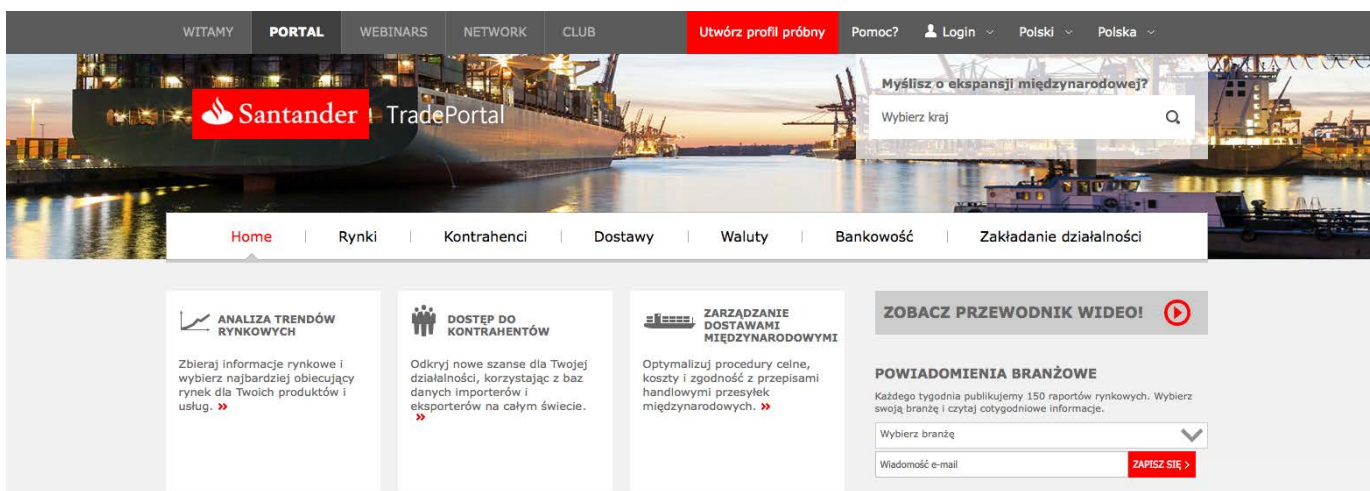 WITAMY PORTAL WEBINARS NETWORK CLUB Utwórz profil próbny Pomoc? Login Polski Polska
Santander TradePortal
Myślisz o ekspansji międzynarodowej?
Wybierz kraj
Home Rynki Kontrahenci Dostawy Waluty Bankowość Zakładanie działalności
ANALIZA TRENDÓW
RYNKOWYCH
Zbieraj informacje rynkowe i
wybierz najbardziej obiecujący
rynek dla Twoich produktów i
usług. »
DOSTĘP DO
KONTRAHENTÓW
Odkryj nowe szanse dla Twojej
działalności, korzystając z baz
danych importerów i
eksporterów na całym świecie.
»
ZARZĄDZANIE
DOSTAWAMI
MIĘDZYNARODOWYMI
Optymalizuj procedury celne,
koszty i zgodność z przepisami
handlowymi przesyłek
międzynarodowych. »
ZOBACZ PRZEWODNIK WIDEO!
POWIADOMIENIA BRANŻOWE
Każdego tygodnia publikujemy 150 raportów rynkowych. Wybierz
swoją branżę i czytaj cotygodniowe informacje.
Wybierz branżę
Wiadomość e-mail ZAPISZ SIĘ >